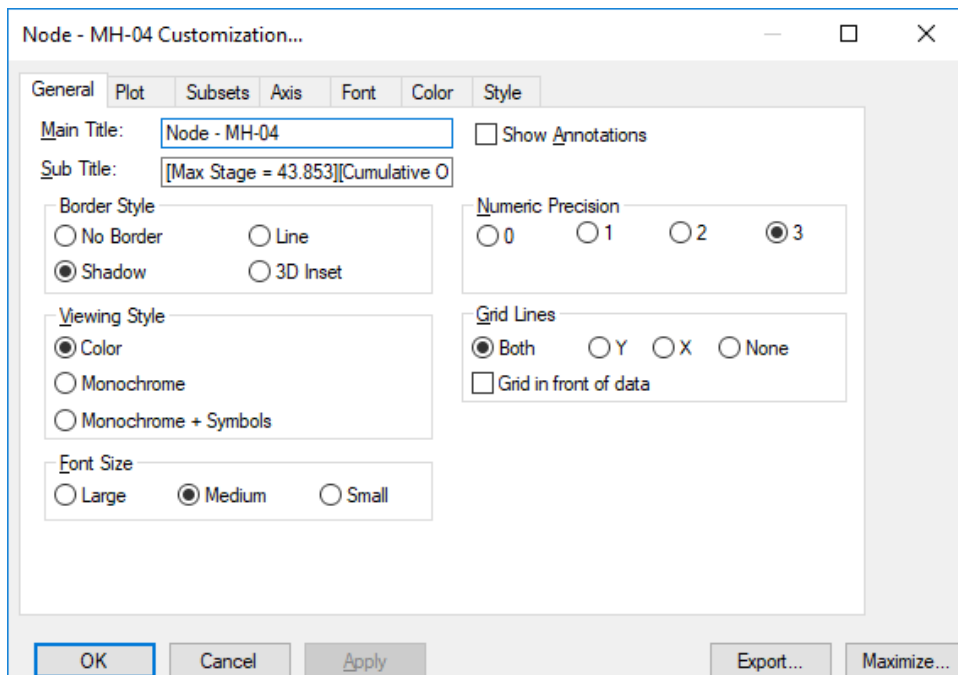 Node - MH-04 Customization...
General Plot Subsets Axis Font Color Style
Main Title: Node - MH-04 Show Annotations
Sub Title: [Max Stage = 43.853][Cumulative O
Border Style
No Border Line
Shadow 3D Inset
Numeric Precision
0 1 2 3
Viewing Style
Color
Monochrome
Monochrome + Symbols
Grid Lines
Both Y X None
Grid in front of data
Font Size
Large Medium Small
OK Cancel Apply Export... Maximize...